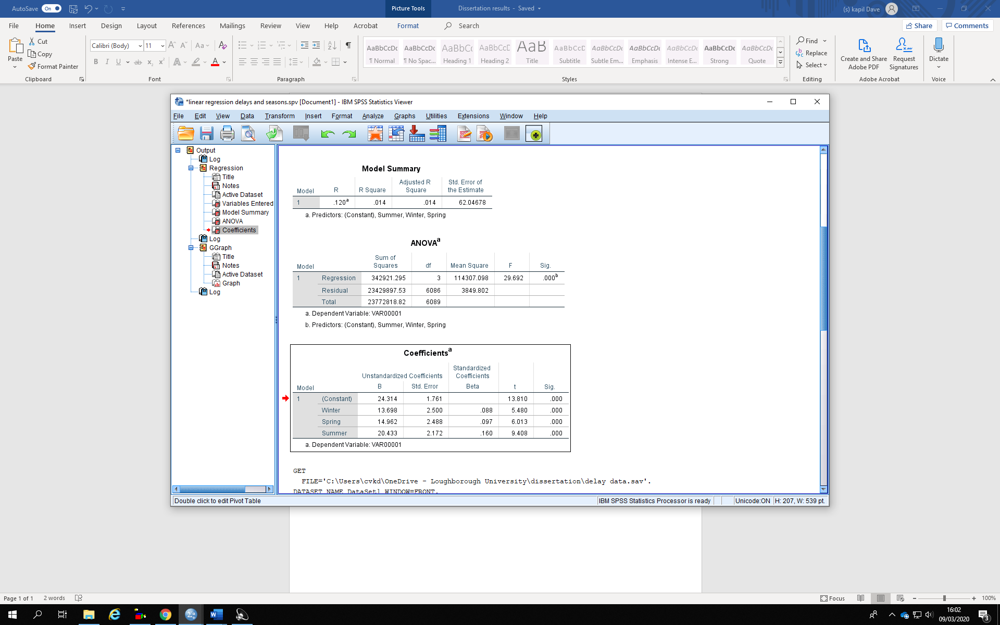 AutoSave On
Picture Tools
Dissertation results - Saved
(s) kapil Dave
File Home Insert Design Layout References Mailings Review View Help Acrobat Format Search
Share Comments
Paste
Cut
Copy
Format Painter
Clipboard
Calibri (Body) 11
Font
Paragraph
AaBbCcDc AaBbCcDc AaBbCc AaBbCcD AaB AaBbCcD AaBbCcDc AaBbCcDc AaBbCcDc AaBbCcDc AaBbCcDc
¶ Normal ¶ No Spac... Heading 1 Heading 2 Title Subtitle Subtle Em... Emphasis Intense E... Strong Quote
Styles
Find
Replace
Select
Editing
Create and Share Adobe PDF
Request Signatures
Adobe Acrobat
Dictate
Voice
*linear regression delays and seasons.spv [Document1] - IBM SPSS Statistics Viewer
File Edit View Data Transform Insert Format Analyze Graphs Utilities Extensions Window Help
Output
Log
Regression
Title
Notes
Active Dataset
Variables Entered
Model Summary
ANOVA
Coefficients
Log
GGraph
Title
Notes
Active Dataset
Graph
Log
Model Summary
Model R R Square Adjusted R Square Std. Error of the Estimate
1 .120a .014 .014 62.04678
a. Predictors: (Constant), Summer, Winter, Spring
ANOVAa
Model Sum of Squares df Mean Square F Sig.
1 Regression 342921.295 3 114307.098 29.692 .000b
Residual 23429897.53 6086 3849.802
Total 23772818.82 6089
a. Dependent Variable: VAR00001
b. Predictors: (Constant), Summer, Winter, Spring
Coefficientsa
Unstandardized Coefficients Standardized Coefficients
Model B Std. Error Beta t Sig.
1 (Constant) 24.314 1.761 13.810 .000
Winter 13.698 2.500 .088 5.480 .000
Spring 14.962 2.488 .097 6.013 .000
Summer 20.433 2.172 .160 9.408 .000
a. Dependent Variable: VAR00001
GET
FILE='C:\Users\cvkd\OneDrive - Loughborough University\dissertation\delay data.sav'.
DATASET NAME DataSet1 WINDOW=FRONT.
Double click to edit Pivot Table
IBM SPSS Statistics Processor is ready
Unicode:ON
H: 207, W: 539 pt.
Page 1 of 1 2 words
Focus
100%
16:02
09/03/2020
3